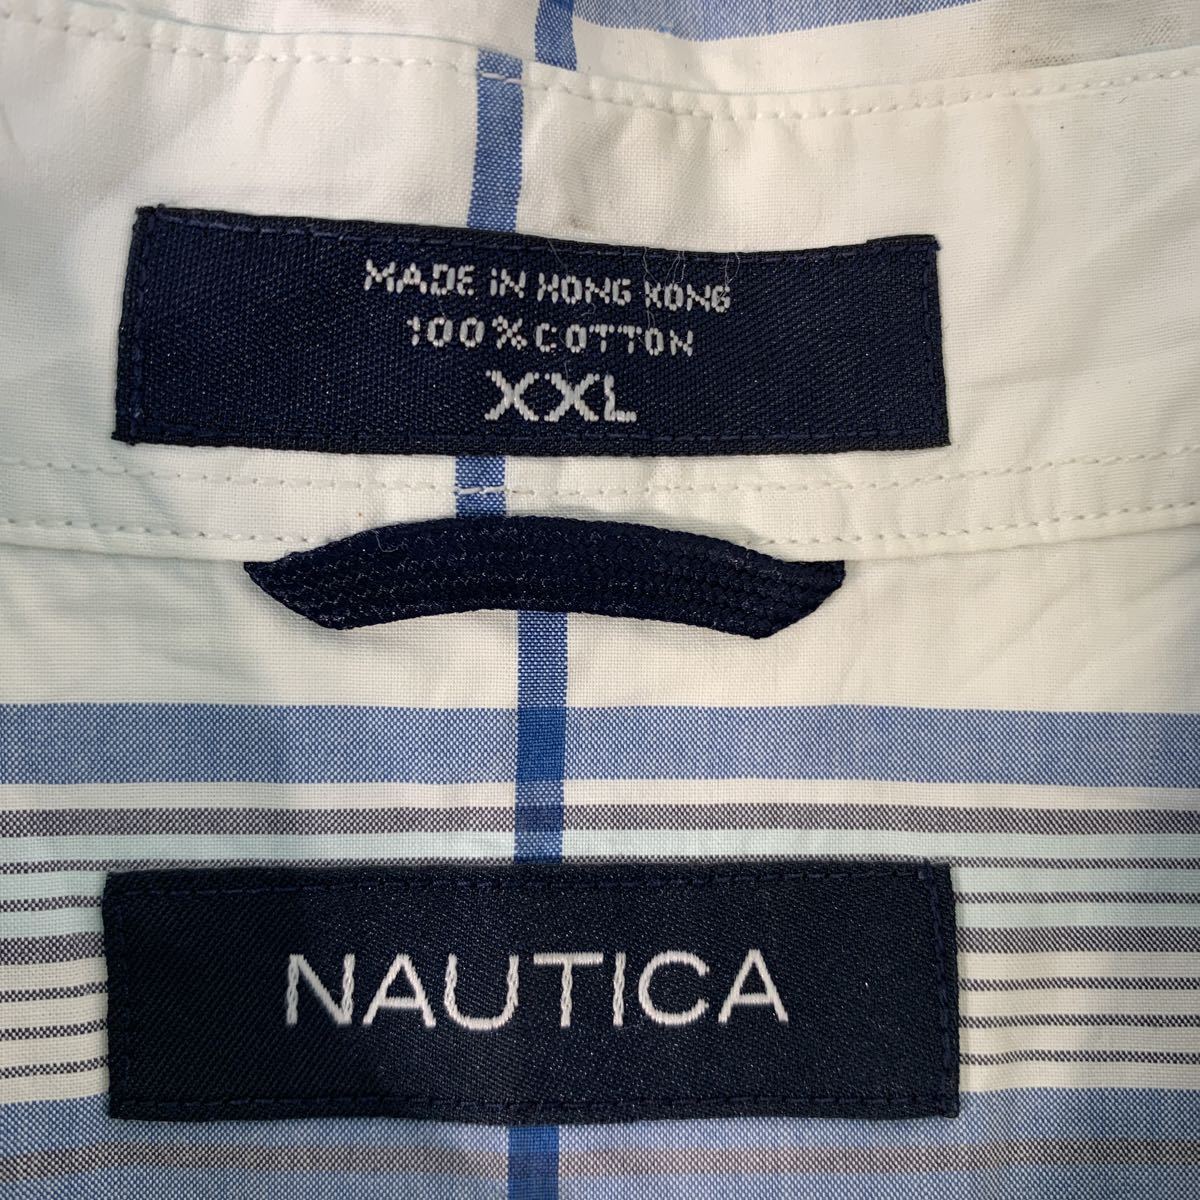 MADE IN HONG KONG
100% COTTON
XXL
NAUTICA